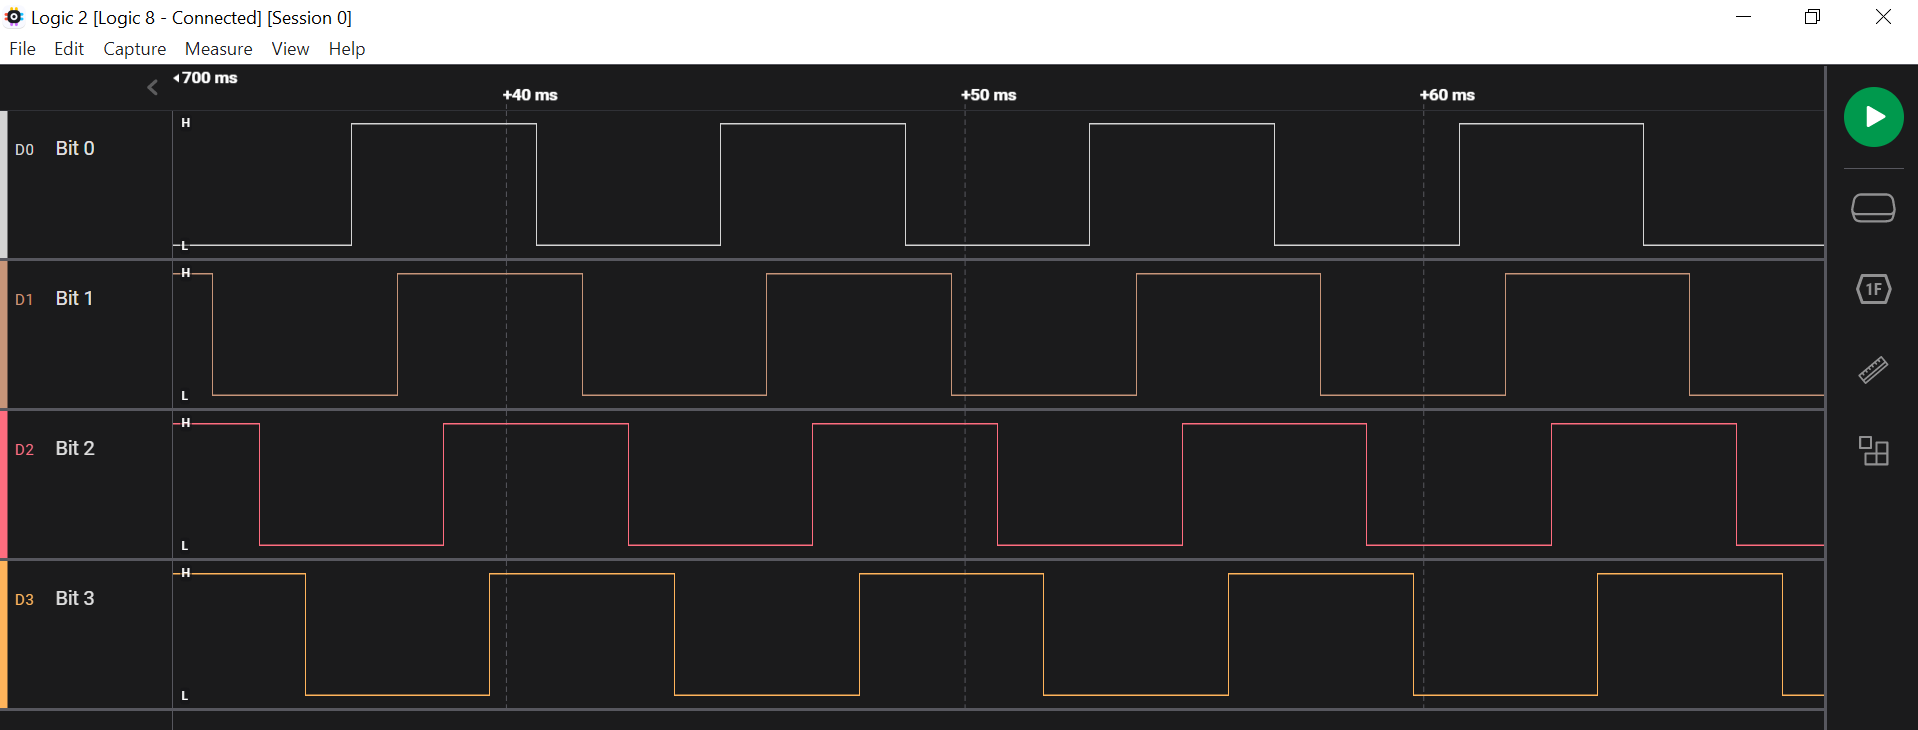 Logic 2 [Logic 8 - Connected] [Session 0]
File Edit Capture Measure View Help
700 ms
+40 ms +50 ms +60 ms
H
D0 Bit 0
L
H
D1 Bit 1
L
H
D2 Bit 2
L
H
D3 Bit 3
L
1F